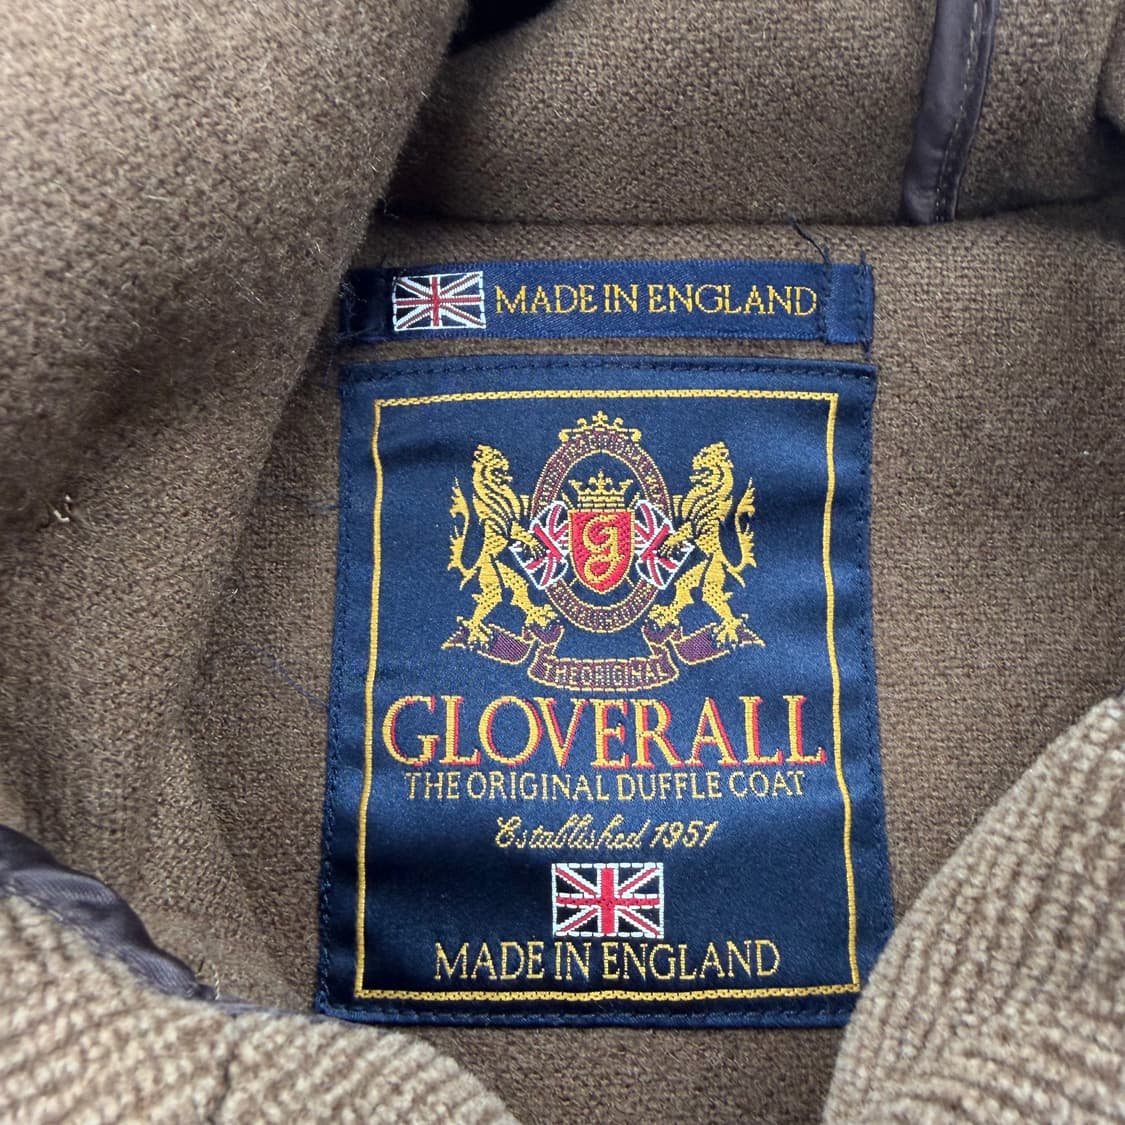 MADE IN ENGLAND
g
THE ORIGINAL
GLOVERALL
THE ORIGINAL DUFFLE COAT
Established 1951
MADE IN ENGLAND